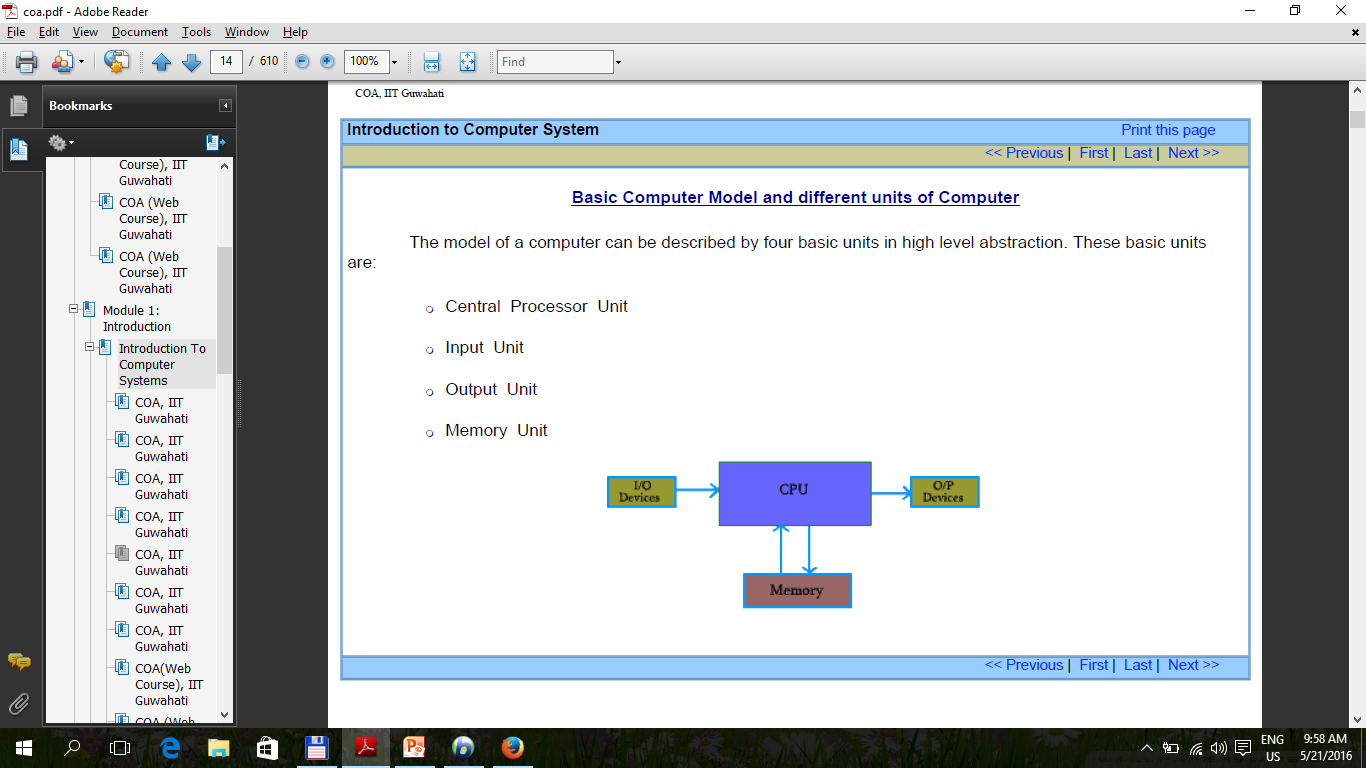 coa.pdf - Adobe Reader
File Edit View Document Tools Window Help
14 / 610 100% Find
Bookmarks
Course), IIT
Guwahati
COA (Web
Course), IIT
Guwahati
COA (Web
Course), IIT
Guwahati
Module 1:
Introduction
Introduction To
Computer
Systems
COA, IIT
Guwahati
COA, IIT
Guwahati
COA, IIT
Guwahati
COA, IIT
Guwahati
COA, IIT
Guwahati
COA, IIT
Guwahati
COA, IIT
Guwahati
COA(Web
Course), IIT
Guwahati
COA (Web
COA, IIT Guwahati
Introduction to Computer System Print this page
<< Previous | First | Last | Next >>
Basic Computer Model and different units of Computer
The model of a computer can be described by four basic units in high level abstraction. These basic units
are:
Central Processor Unit
Input Unit
Output Unit
Memory Unit
I/O
Devices
CPU
O/P
Devices
Memory
<< Previous | First | Last | Next >>
ENG
US
9:58 AM
5/21/2016